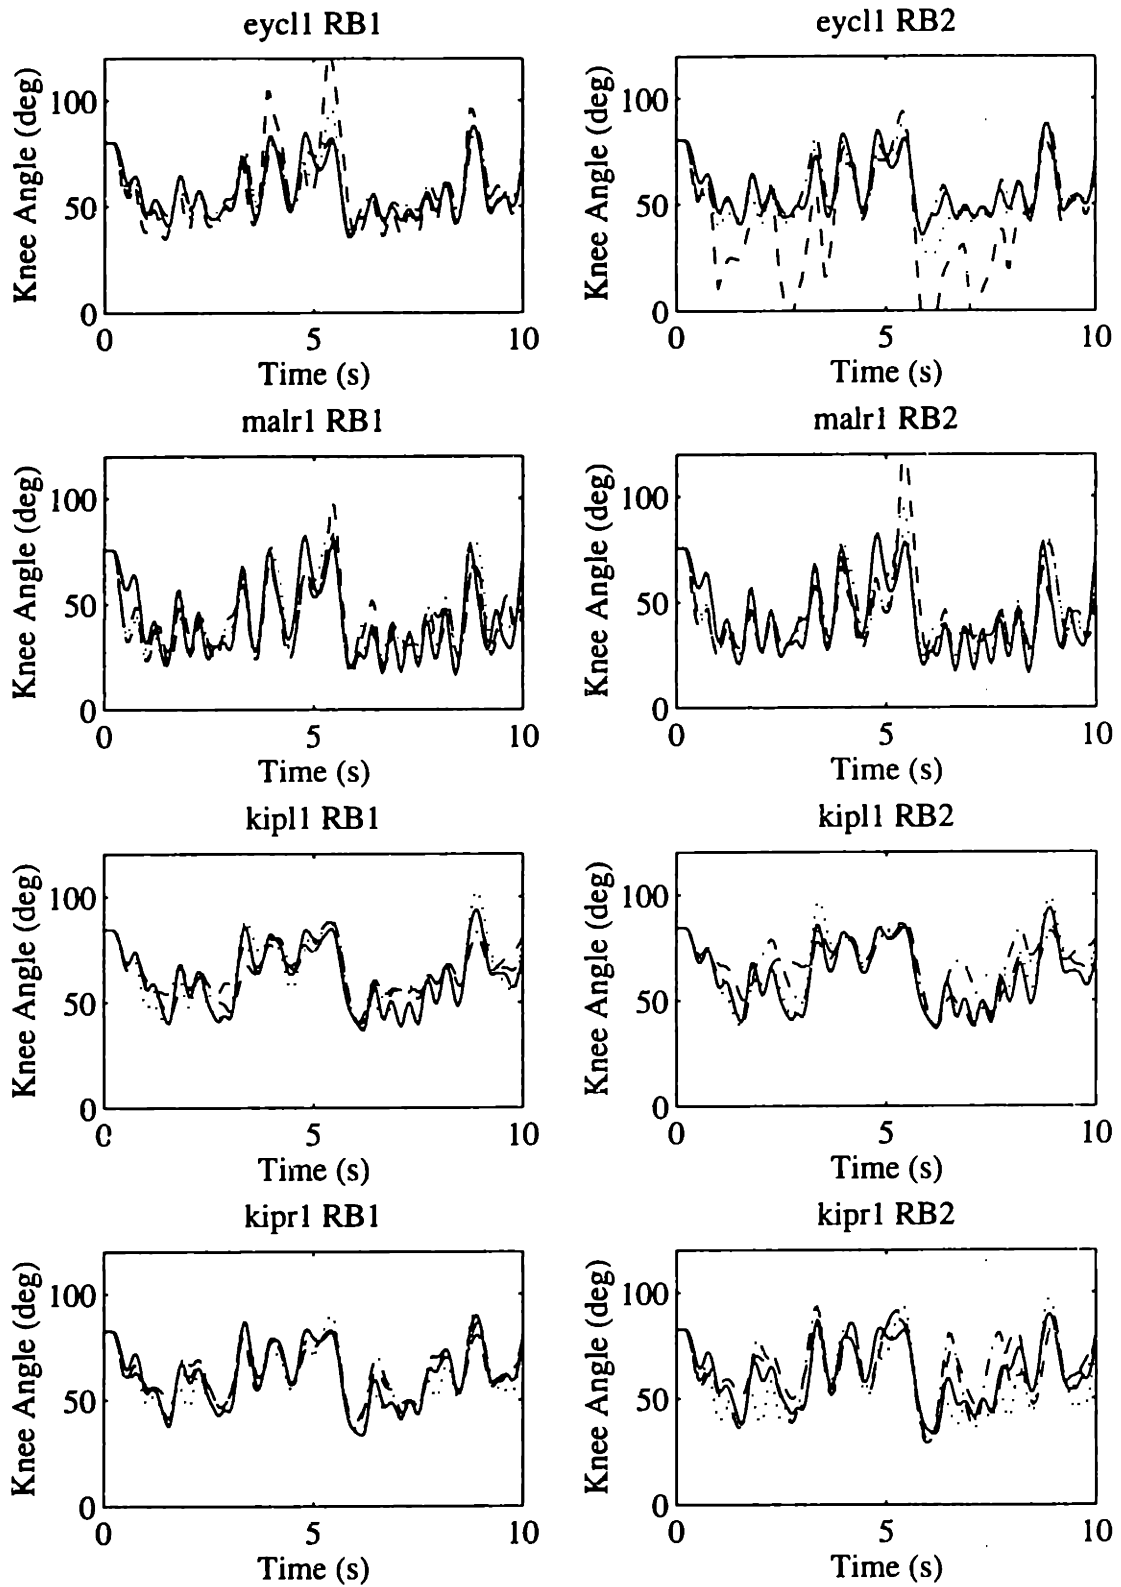 eycl1 RB1
Knee Angle (deg)
100
50
0
0
5
10
Time (s)
eycl1 RB2
Knee Angle (deg)
100
50
0
0
5
10
Time (s)
malr1 RB1
Knee Angle (deg)
100
50
0
0
5
10
Time (s)
malr1 RB2
Knee Angle (deg)
100
50
0
0
5
10
Time (s)
kipl1 RB1
Knee Angle (deg)
100
50
0
0
5
10
Time (s)
kipl1 RB2
Knee Angle (deg)
100
50
0
0
5
10
Time (s)
kipr1 RB1
Knee Angle (deg)
100
50
0
0
5
10
Time (s)
kipr1 RB2
Knee Angle (deg)
100
50
0
0
5
10
Time (s)